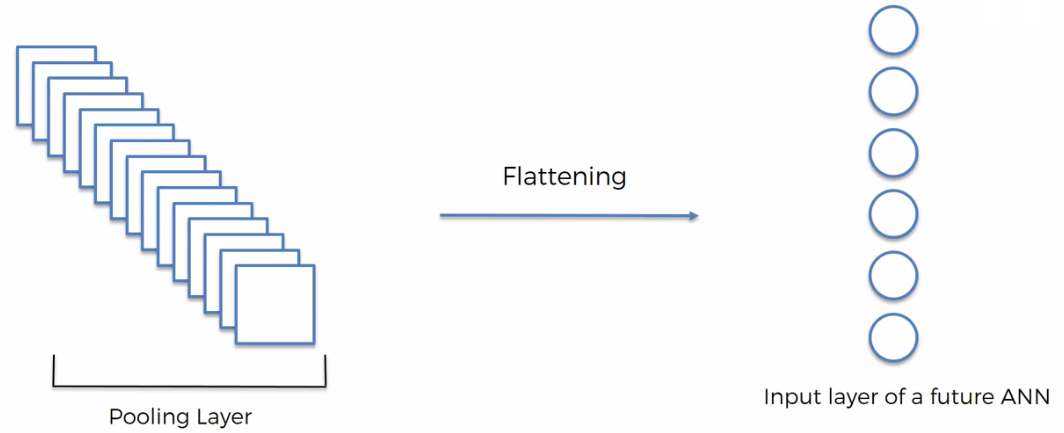 Flattening
Pooling Layer
Input layer of a future ANN